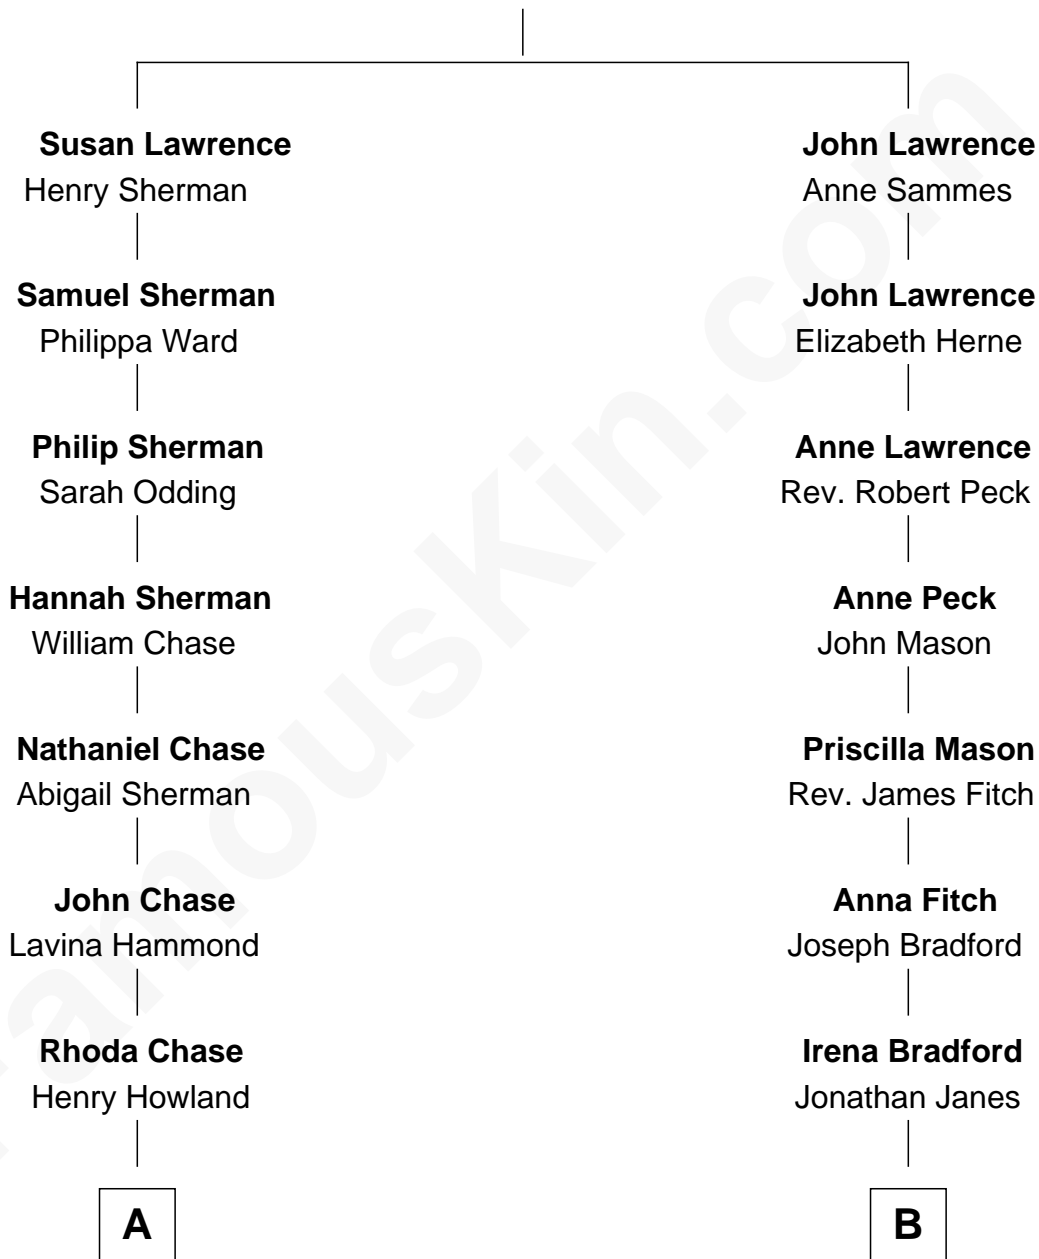 Susan Lawrence
Henry Sherman
Samuel Sherman
Philippa Ward
Philip Sherman
Sarah Odding
Hannah Sherman
William Chase
Nathaniel Chase
Abigail Sherman
John Chase
Lavina Hammond
Rhoda Chase
Henry Howland
A
John Lawrence
Anne Sammes
John Lawrence
Elizabeth Herne
Anne Lawrence
Rev. Robert Peck
Anne Peck
John Mason
Priscilla Mason
Rev. James Fitch
Anna Fitch
Joseph Bradford
Irena Bradford
Jonathan Janes
B
FamousKin.com